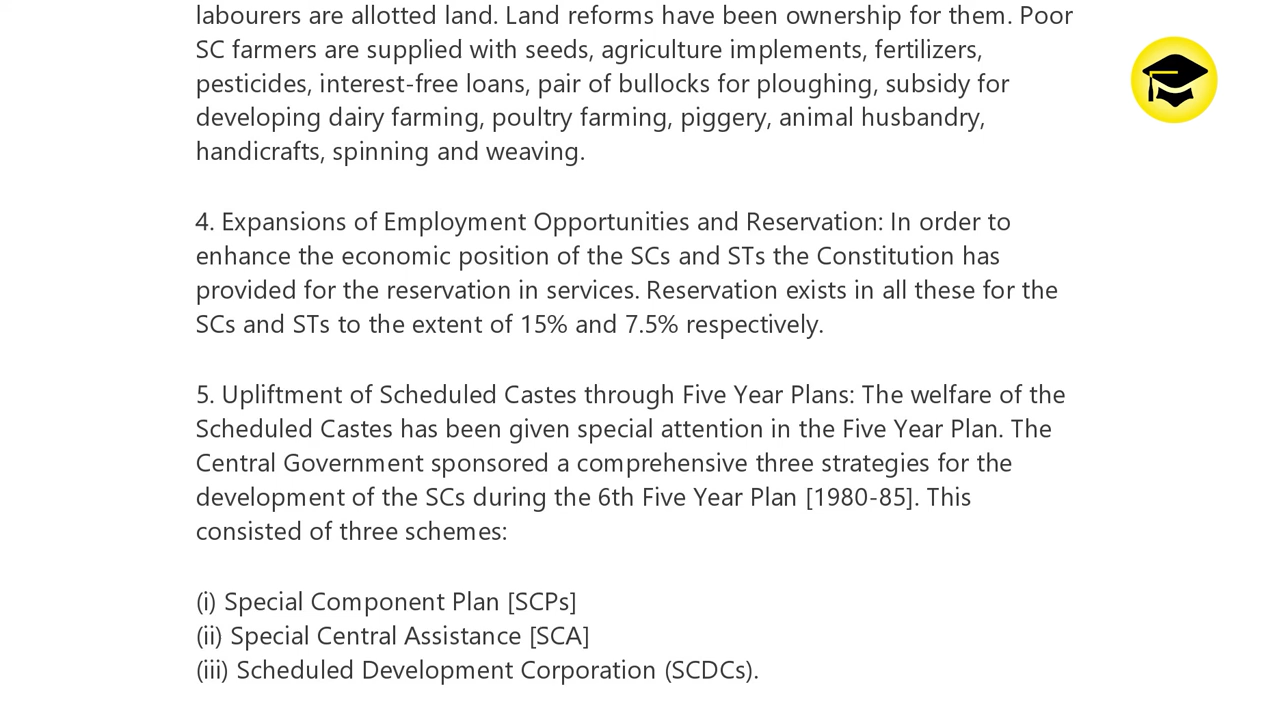 labourers are allotted land. Land reforms have been ownership for them. Poor
SC farmers are supplied with seeds, agriculture implements, fertilizers,
pesticides, interest-free loans, pair of bullocks for ploughing, subsidy for
developing dairy farming, poultry farming, piggery, animal husbandry,
handicrafts, spinning and weaving.
4. Expansions of Employment Opportunities and Reservation: In order to
enhance the economic position of the SCs and STs the Constitution has
provided for the reservation in services. Reservation exists in all these for the
SCs and STs to the extent of 15% and 7.5% respectively.
5. Upliftment of Scheduled Castes through Five Year Plans: The welfare of the
Scheduled Castes has been given special attention in the Five Year Plan. The
Central Government sponsored a comprehensive three strategies for the
development of the SCs during the 6th Five Year Plan [1980-85]. This
consisted of three schemes:
(i) Special Component Plan [SCPs]
(ii) Special Central Assistance [SCA]
(iii) Scheduled Development Corporation (SCDCs).